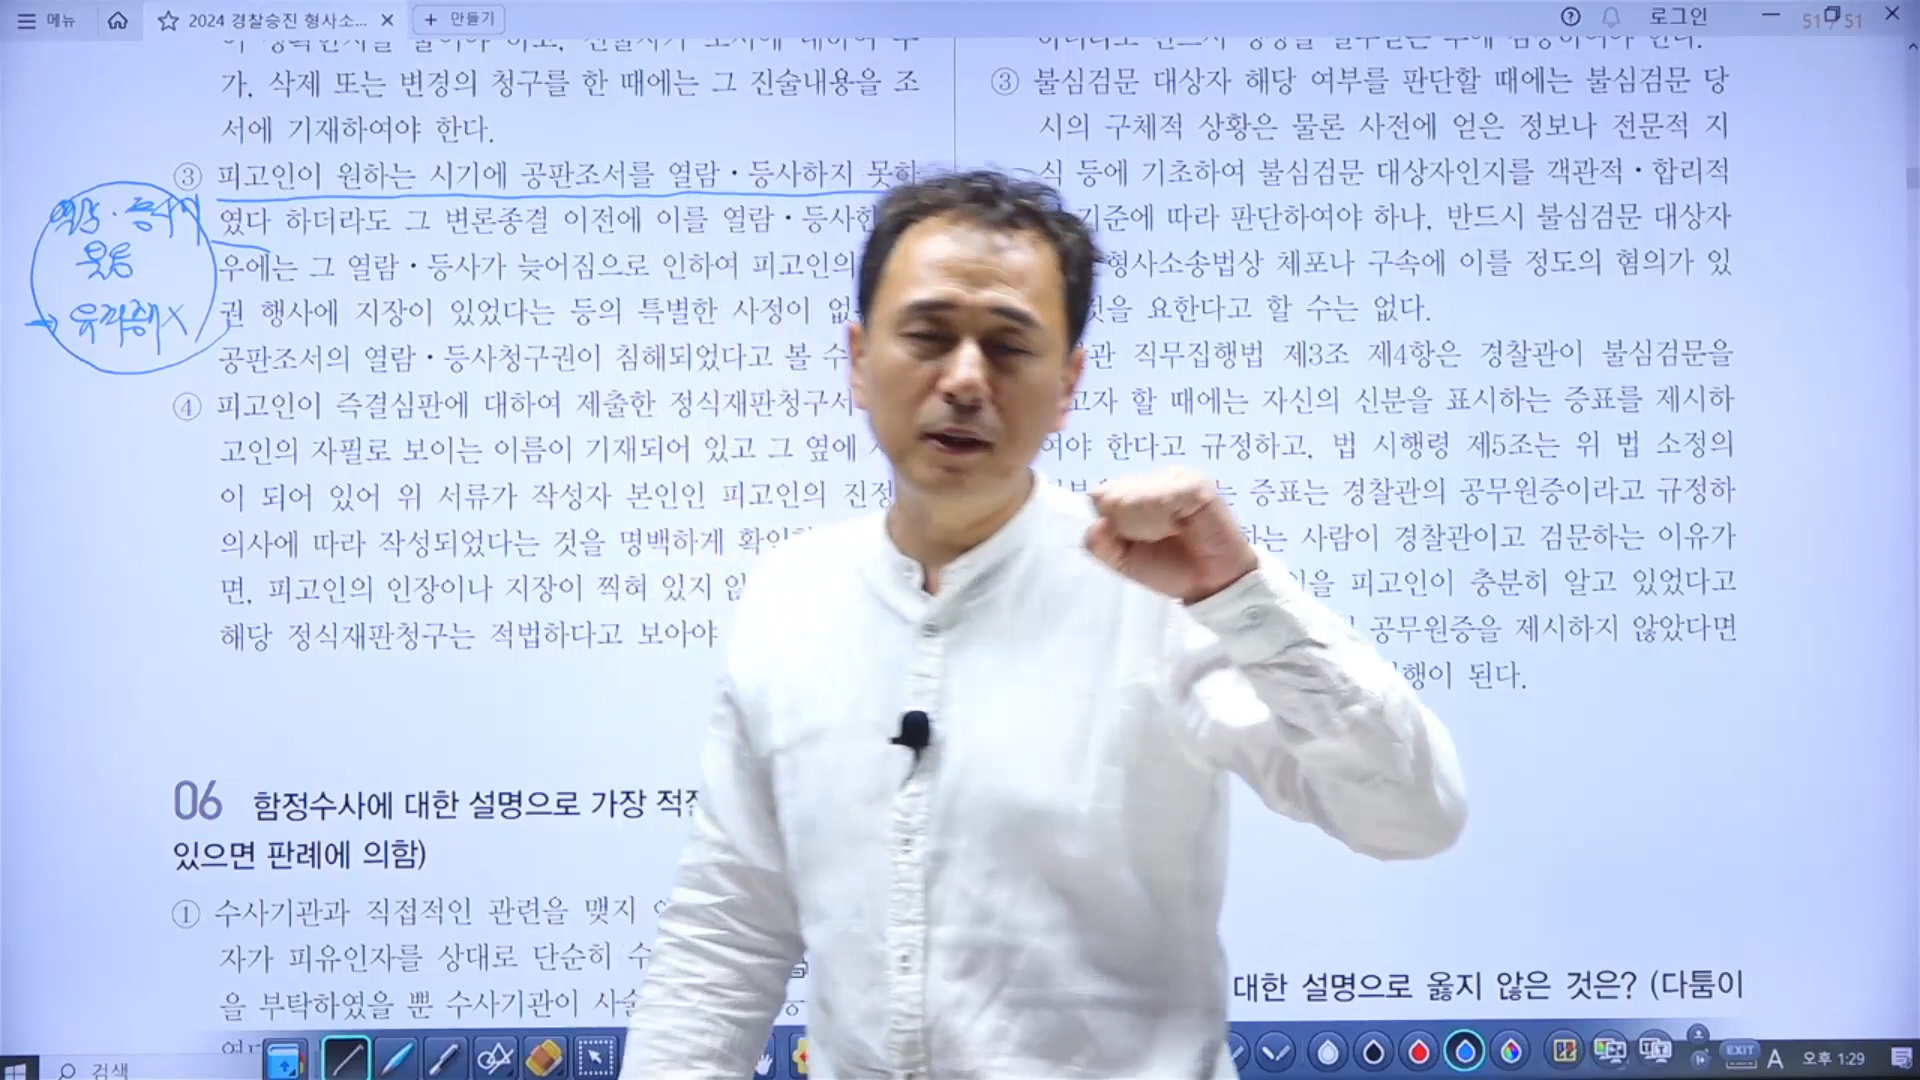 메뉴
2024 경찰승진 형사소...
만들기
로그인
51 / 51
가, 삭제 또는 변경의 청구를 한 때에는 그 진술내용을 조
서에 기재하여야 한다.
③ 피고인이 원하는 시기에 공판조서를 열람·등사하지 못하
였다 하더라도 그 변론종결 이전에 이를 열람·등사한
우에는 그 열람·등사가 늦어짐으로 인하여 피고인의
권 행사에 지장이 있었다는 등의 특별한 사정이 없
공판조서의 열람·등사청구권이 침해되었다고 볼 수
④ 피고인이 즉결심판에 대하여 제출한 정식재판청구서
고인의 자필로 보이는 이름이 기재되어 있고 그 옆에
이 되어 있어 위 서류가 작성자 본인인 피고인의 진정
의사에 따라 작성되었다는 것을 명백하게 확인
면, 피고인의 인장이나 지장이 찍혀 있지 않
해당 정식재판청구는 적법하다고 보아야
06 함정수사에 대한 설명으로 가장 적절
있으면 판례에 의함)
① 수사기관과 직접적인 관련을 맺지
자가 피유인자를 상대로 단순히 수
을 부탁하였을 뿐 수사기관이 사술
③ 불심검문 대상자 해당 여부를 판단할 때에는 불심검문 당
시의 구체적 상황은 물론 사전에 얻은 정보나 전문적 지
식 등에 기초하여 불심검문 대상자인지를 객관적·합리적
기준에 따라 판단하여야 하나, 반드시 불심검문 대상자
형사소송법상 체포나 구속에 이를 정도의 혐의가 있
것을 요한다고 할 수는 없다.
관 직무집행법 제3조 제4항은 경찰관이 불심검문을
고자 할 때에는 자신의 신분을 표시하는 증표를 제시하
여야 한다고 규정하고, 법 시행령 제5조는 위 법 소정의
는 증표는 경찰관의 공무원증이라고 규정하
하는 사람이 경찰관이고 검문하는 이유가
임을 피고인이 충분히 알고 있었다고
공무원증을 제시하지 않았다면
행이 된다.
대한 설명으로 옳지 않은 것은? (다툼이
검색
EXIT
A
오후 1:29